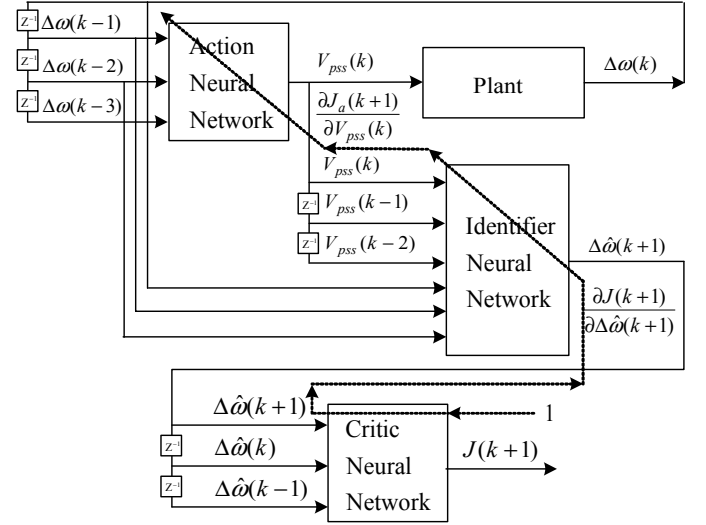 Z⁻¹ Δω(k−1)
Z⁻¹ Δω(k−2)
Z⁻¹ Δω(k−3)
Action
Neural
Network
V_pss(k)
Plant
Δω(k)
∂J_a(k+1)
∂V_pss(k)
V_pss(k)
Z⁻¹ V_pss(k−1)
Z⁻¹ V_pss(k−2)
Identifier
Neural
Network
Δω̂(k+1)
∂J(k+1)
∂Δω̂(k+1)
Δω̂(k+1)
Z⁻¹ Δω̂(k)
Z⁻¹ Δω̂(k−1)
Critic
Neural
Network
1
J(k+1)